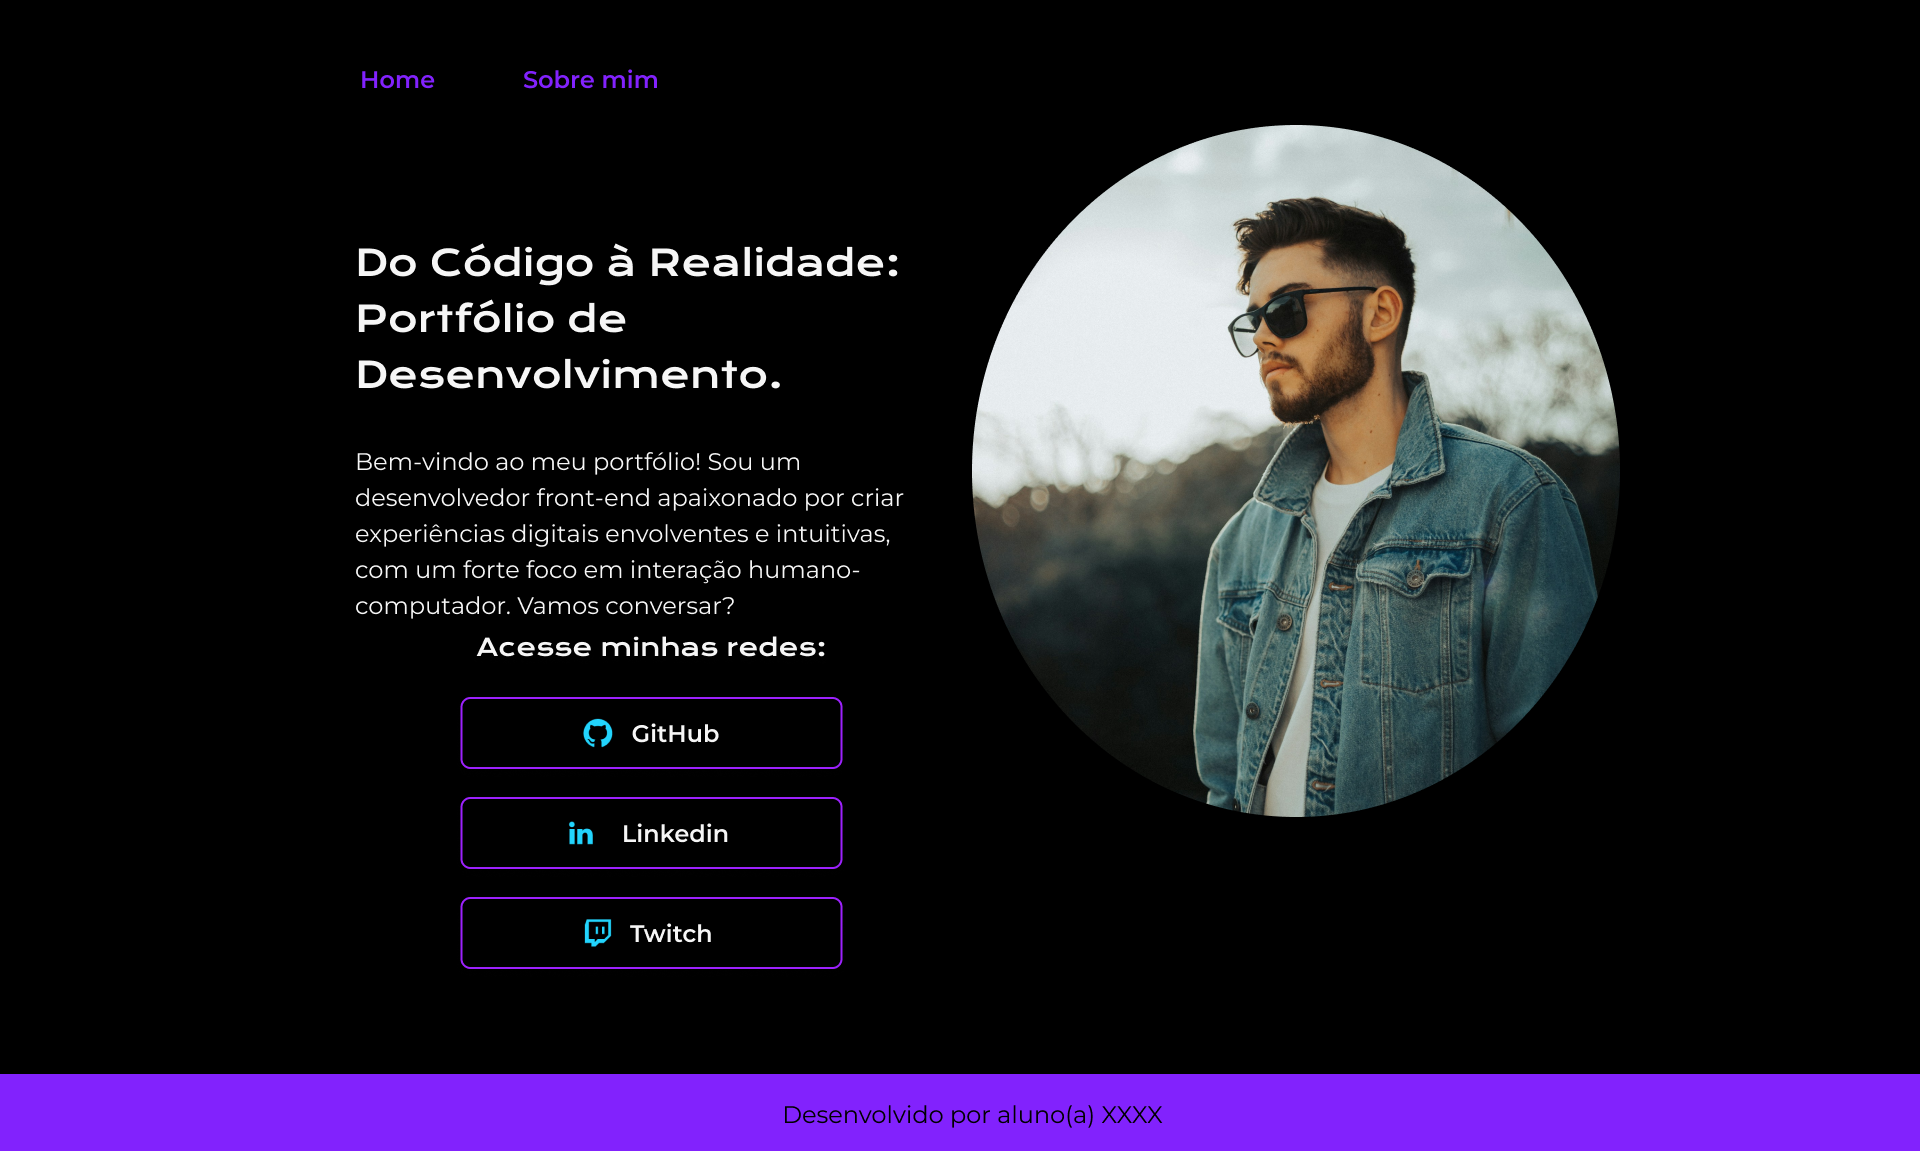 Home
Sobre mim
Do Código à Realidade:
Portfólio de
Desenvolvimento.
Bem-vindo ao meu portfólio! Sou um
desenvolvedor front-end apaixonado por criar
experiências digitais envolventes e intuitivas,
com um forte foco em interação humano-
computador. Vamos conversar?
Acesse minhas redes:
GitHub
in Linkedin
Twitch
Desenvolvido por aluno(a) XXXX